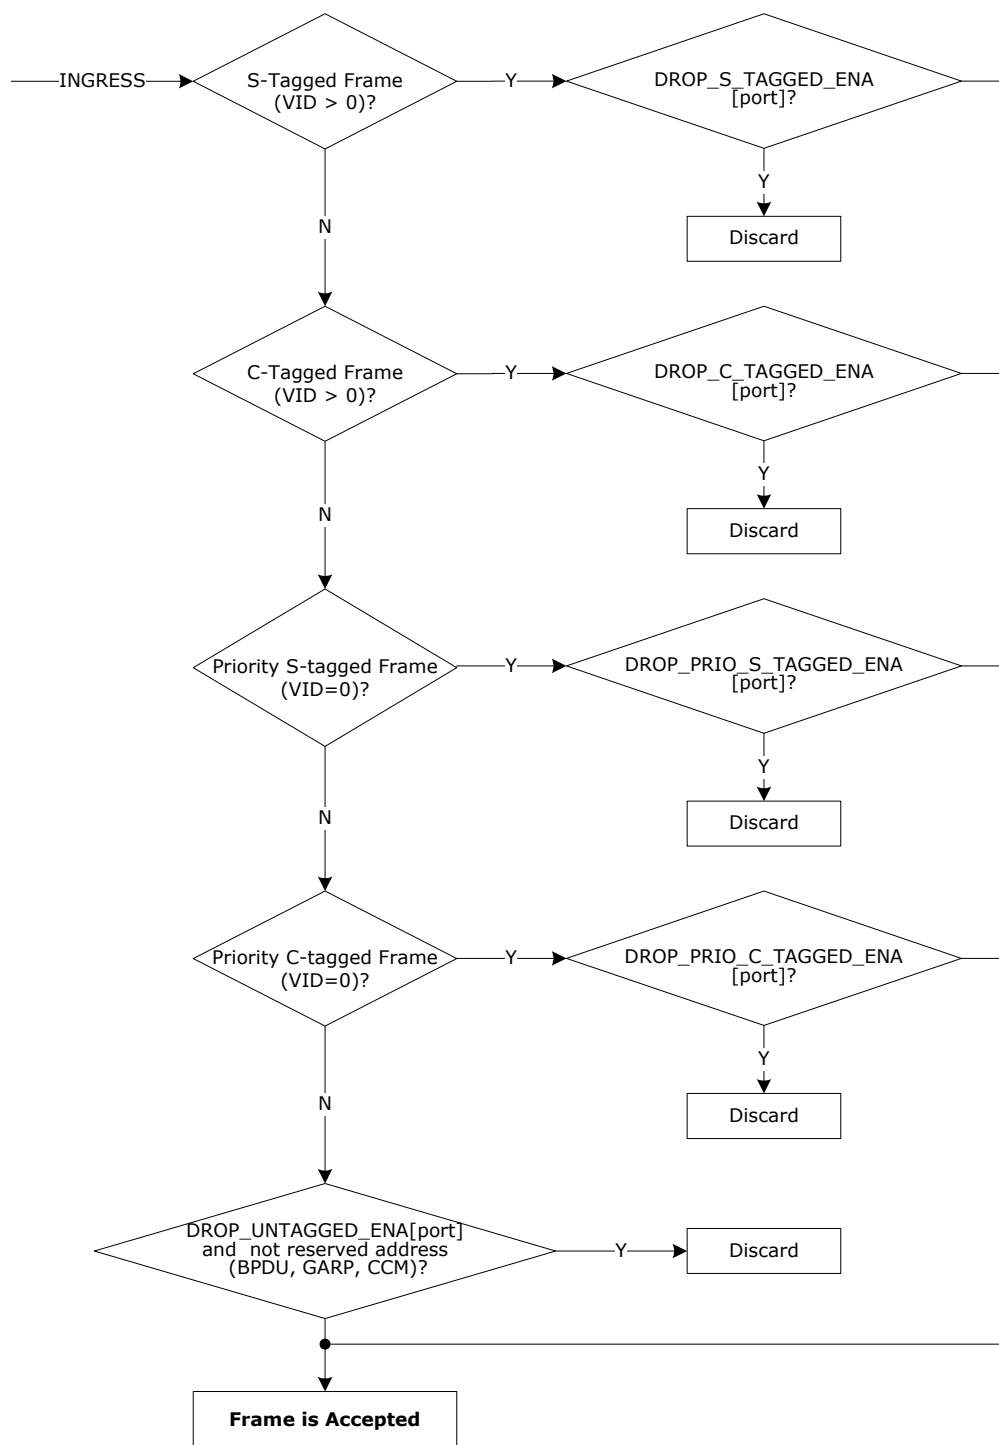 INGRESS
S-Tagged Frame
(VID > 0)?
Y
DROP_S_TAGGED_ENA
[port]?
Y
Discard
N
C-Tagged Frame
(VID > 0)?
Y
DROP_C_TAGGED_ENA
[port]?
Y
Discard
N
Priority S-tagged Frame
(VID=0)?
Y
DROP_PRIO_S_TAGGED_ENA
[port]?
Y
Discard
N
Priority C-tagged Frame
(VID=0)?
Y
DROP_PRIO_C_TAGGED_ENA
[port]?
Y
Discard
N
DROP_UNTAGGED_ENA[port]
and  not reserved address
(BPDU, GARP, CCM)?
Y
Discard
Frame is Accepted